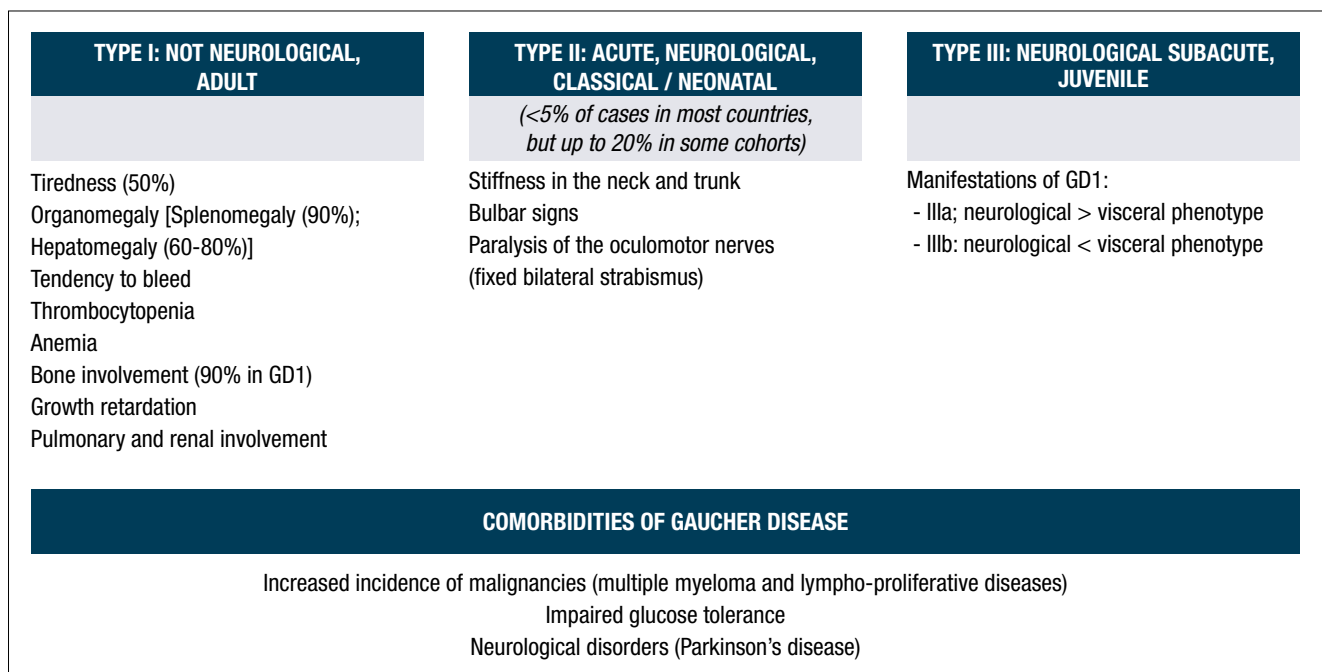 TYPE I: NOT NEUROLOGICAL,
ADULT
Tiredness (50%)
Organomegaly [Splenomegaly (90%);
Hepatomegaly (60-80%)]
Tendency to bleed
Thrombocytopenia
Anemia
Bone involvement (90% in GD1)
Growth retardation
Pulmonary and renal involvement
TYPE II: ACUTE, NEUROLOGICAL,
CLASSICAL / NEONATAL
(<5% of cases in most countries,
but up to 20% in some cohorts)
Stiffness in the neck and trunk
Bulbar signs
Paralysis of the oculomotor nerves
(fixed bilateral strabismus)
TYPE III: NEUROLOGICAL SUBACUTE,
JUVENILE
Manifestations of GD1:
- IIIa; neurological > visceral phenotype
- IIIb: neurological < visceral phenotype
COMORBIDITIES OF GAUCHER DISEASE
Increased incidence of malignancies (multiple myeloma and lympho-proliferative diseases)
Impaired glucose tolerance
Neurological disorders (Parkinson's disease)